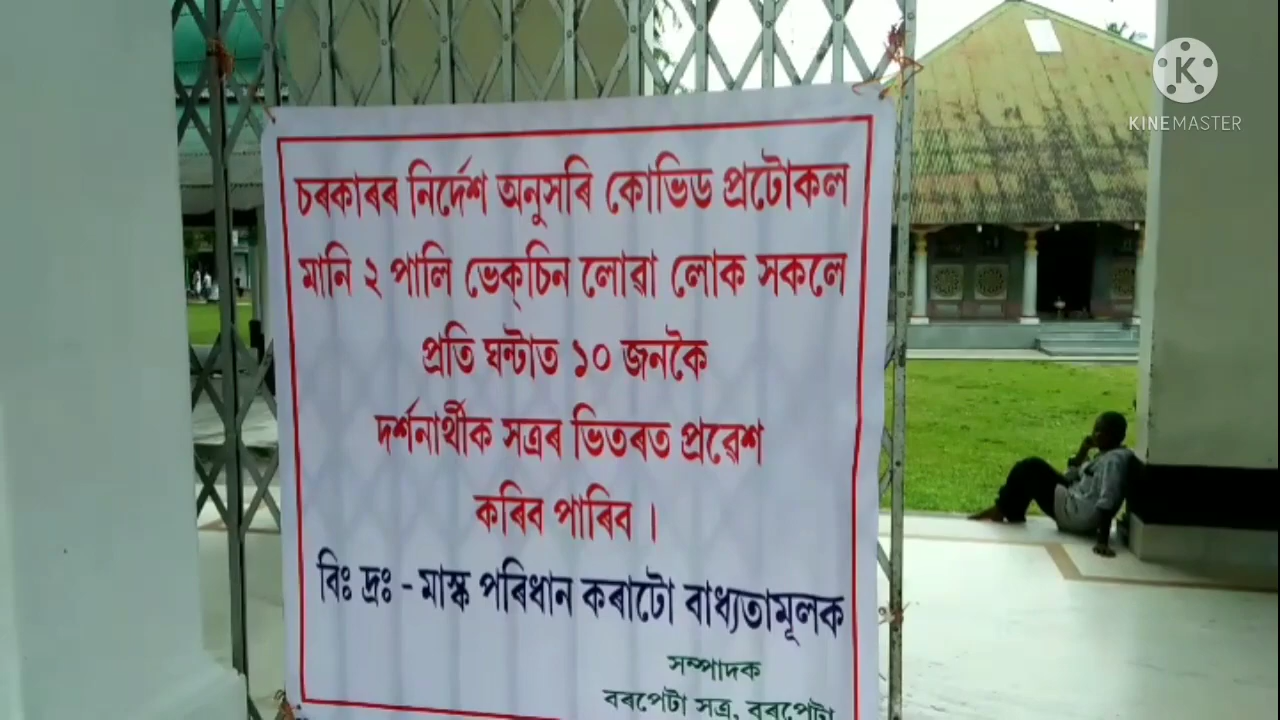 চৰকাৰৰ নিৰ্দেশ অনুসৰি কোভিড প্ৰটোকল
মানি ২ পালি ভেক্‌চিন লোৱা লোক সকলে
প্ৰতি ঘন্টাত ১০ জনকৈ
দৰ্শনাৰ্থীক সত্ৰৰ ভিতৰত প্ৰৱেশ
কৰিব পাৰিব ।
বিঃ দ্ৰঃ - মাস্ক পৰিধান কৰাটো বাধ্যতামূলক
সম্পাদক
বৰপেটা সত্ৰ, বৰপেটা
K
KINEMASTER